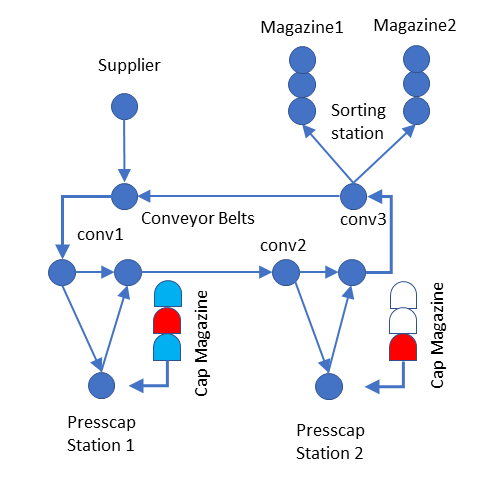 Magazine1
Magazine2
Supplier
Sorting
station
Conveyor Belts
conv3
conv1
conv2
Cap Magazine
Cap Magazine
Presscap
Station 1
Presscap
Station 2